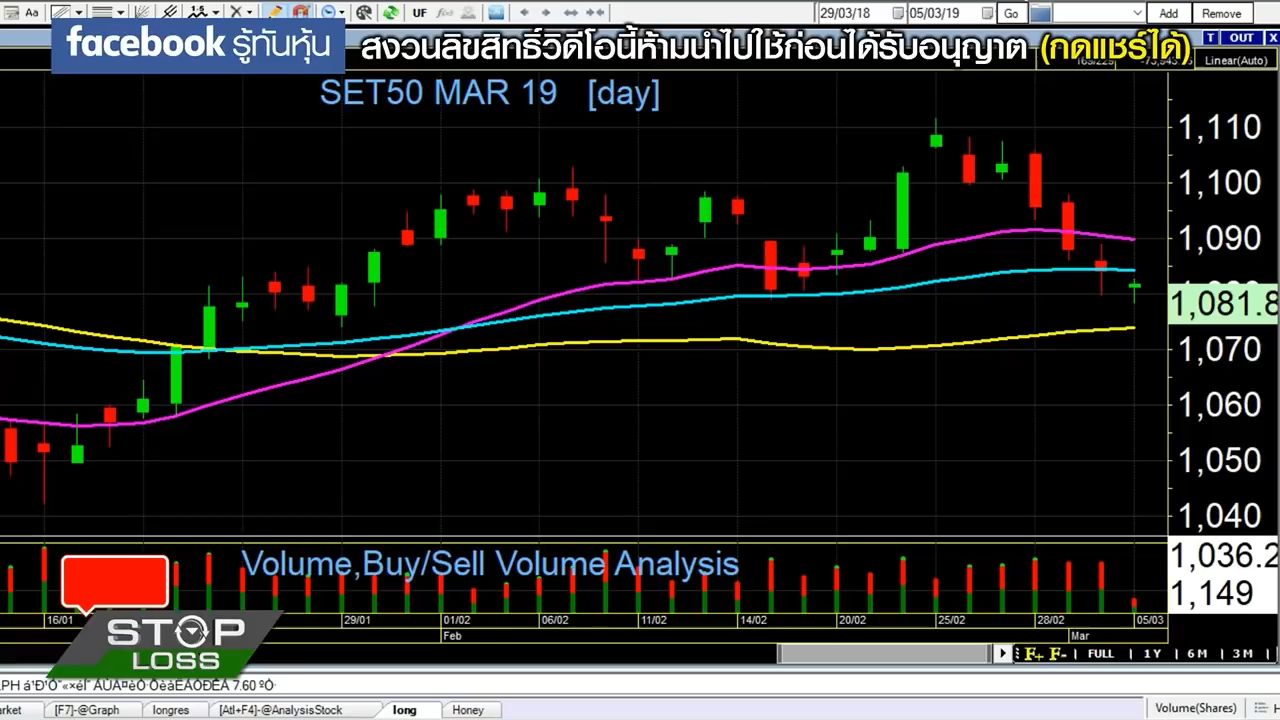 Aa
UF
29/03/18
05/03/19
Go
Add
Remove
facebook รู้ทันหุ้น
สงวนลิขสิทธิ์วิดีโอนี้ห้ามนำไปใช้ก่อนได้รับอนุญาต (กดแชร์ได้)
T OUT X
Linear(Auto)
SET50 MAR 19 [day]
1,110
1,100
1,090
1,081.8
1,070
1,060
1,050
1,040
Volume,Buy/Sell Volume Analysis
1,036.2
1,149
16/01
29/01
01/02
06/02
11/02
14/02
20/02
25/02
28/02
05/03
Feb
Mar
STOP
LOSS
F+ F- | FULL | 1Y | 6M | 3M |
7.60
arket
[F7]-@Graph
longres
[Atl+F4]-@AnalysisStock
long
Honey
Volume(Shares)